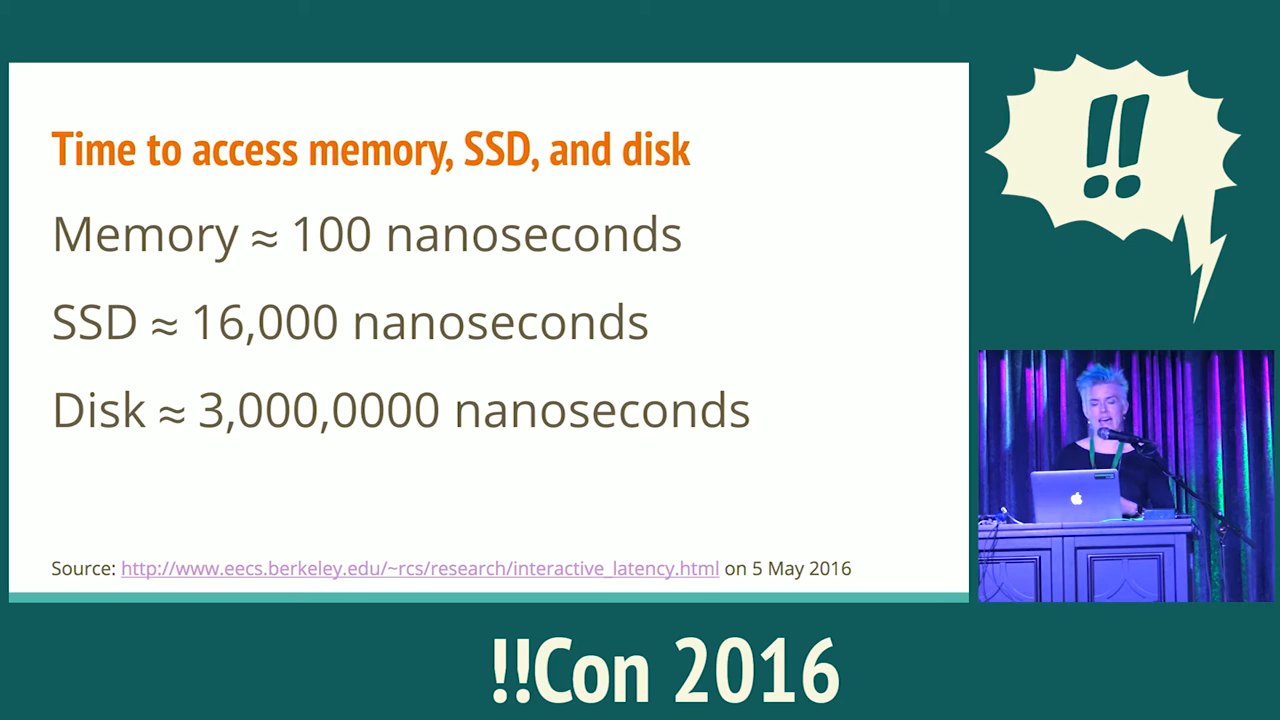 Time to access memory, SSD, and disk
Memory ≈ 100 nanoseconds
SSD ≈ 16,000 nanoseconds
Disk ≈ 3,000,0000 nanoseconds
Source: http://www.eecs.berkeley.edu/~rcs/research/interactive_latency.html on 5 May 2016
!!
!!Con 2016